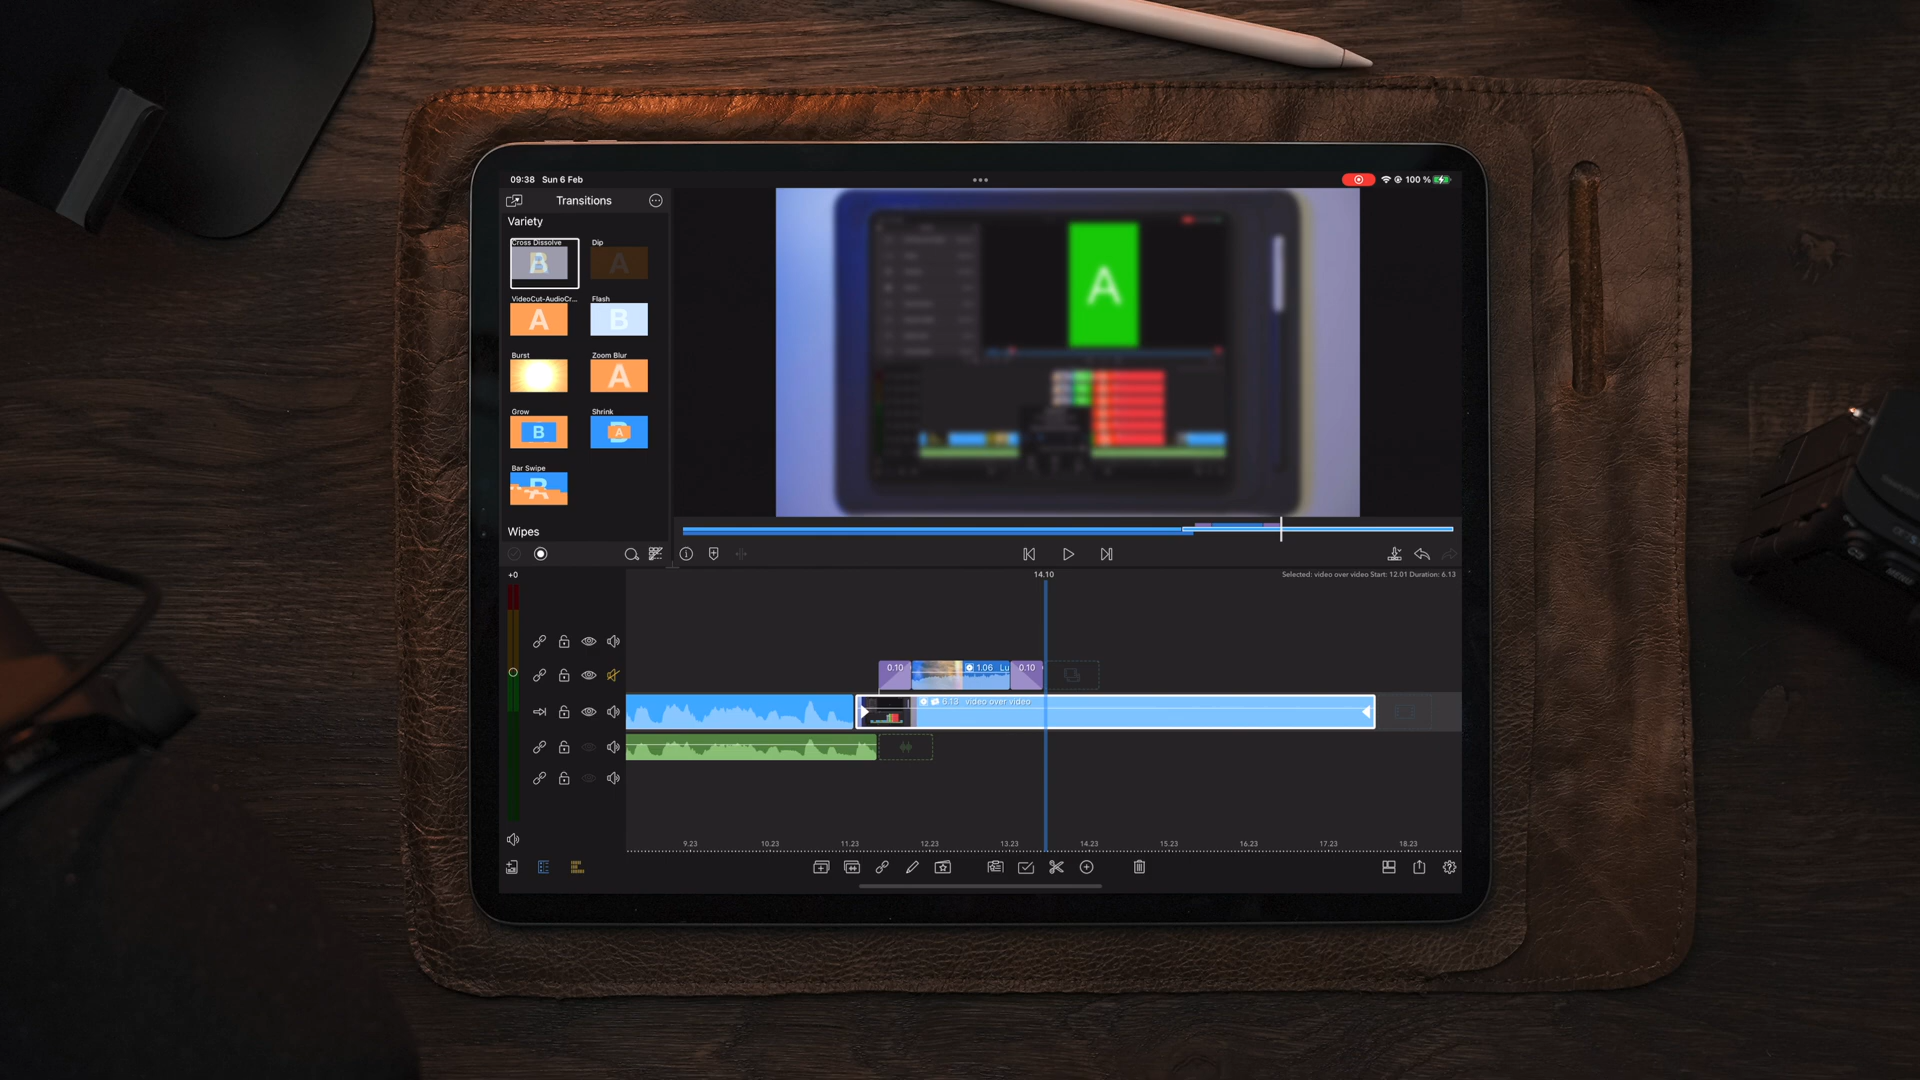 09:38 Sun 6 Feb
100 %
Transitions
Variety
Cross Dissolve
Dip
B
A
VideoCut-AudioCr...
Flash
A
B
Burst
Zoom Blur
A
Grow
Shrink
B
A
Bar Swipe
B
Wipes
A
+0
14.10
Selected: video over video Start: 12.01 Duration: 6.13
0.10
1.06 Lu
0.10
6.13 video over video
9.23
10.23
11.23
12.23
13.23
14.23
15.23
16.23
17.23
18.23
MENU